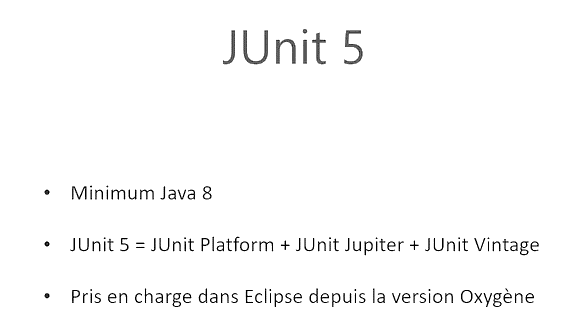 JUnit 5
• Minimum Java 8
• JUnit 5 = JUnit Platform + JUnit Jupiter + JUnit Vintage
• Pris en charge dans Eclipse depuis la version Oxygène